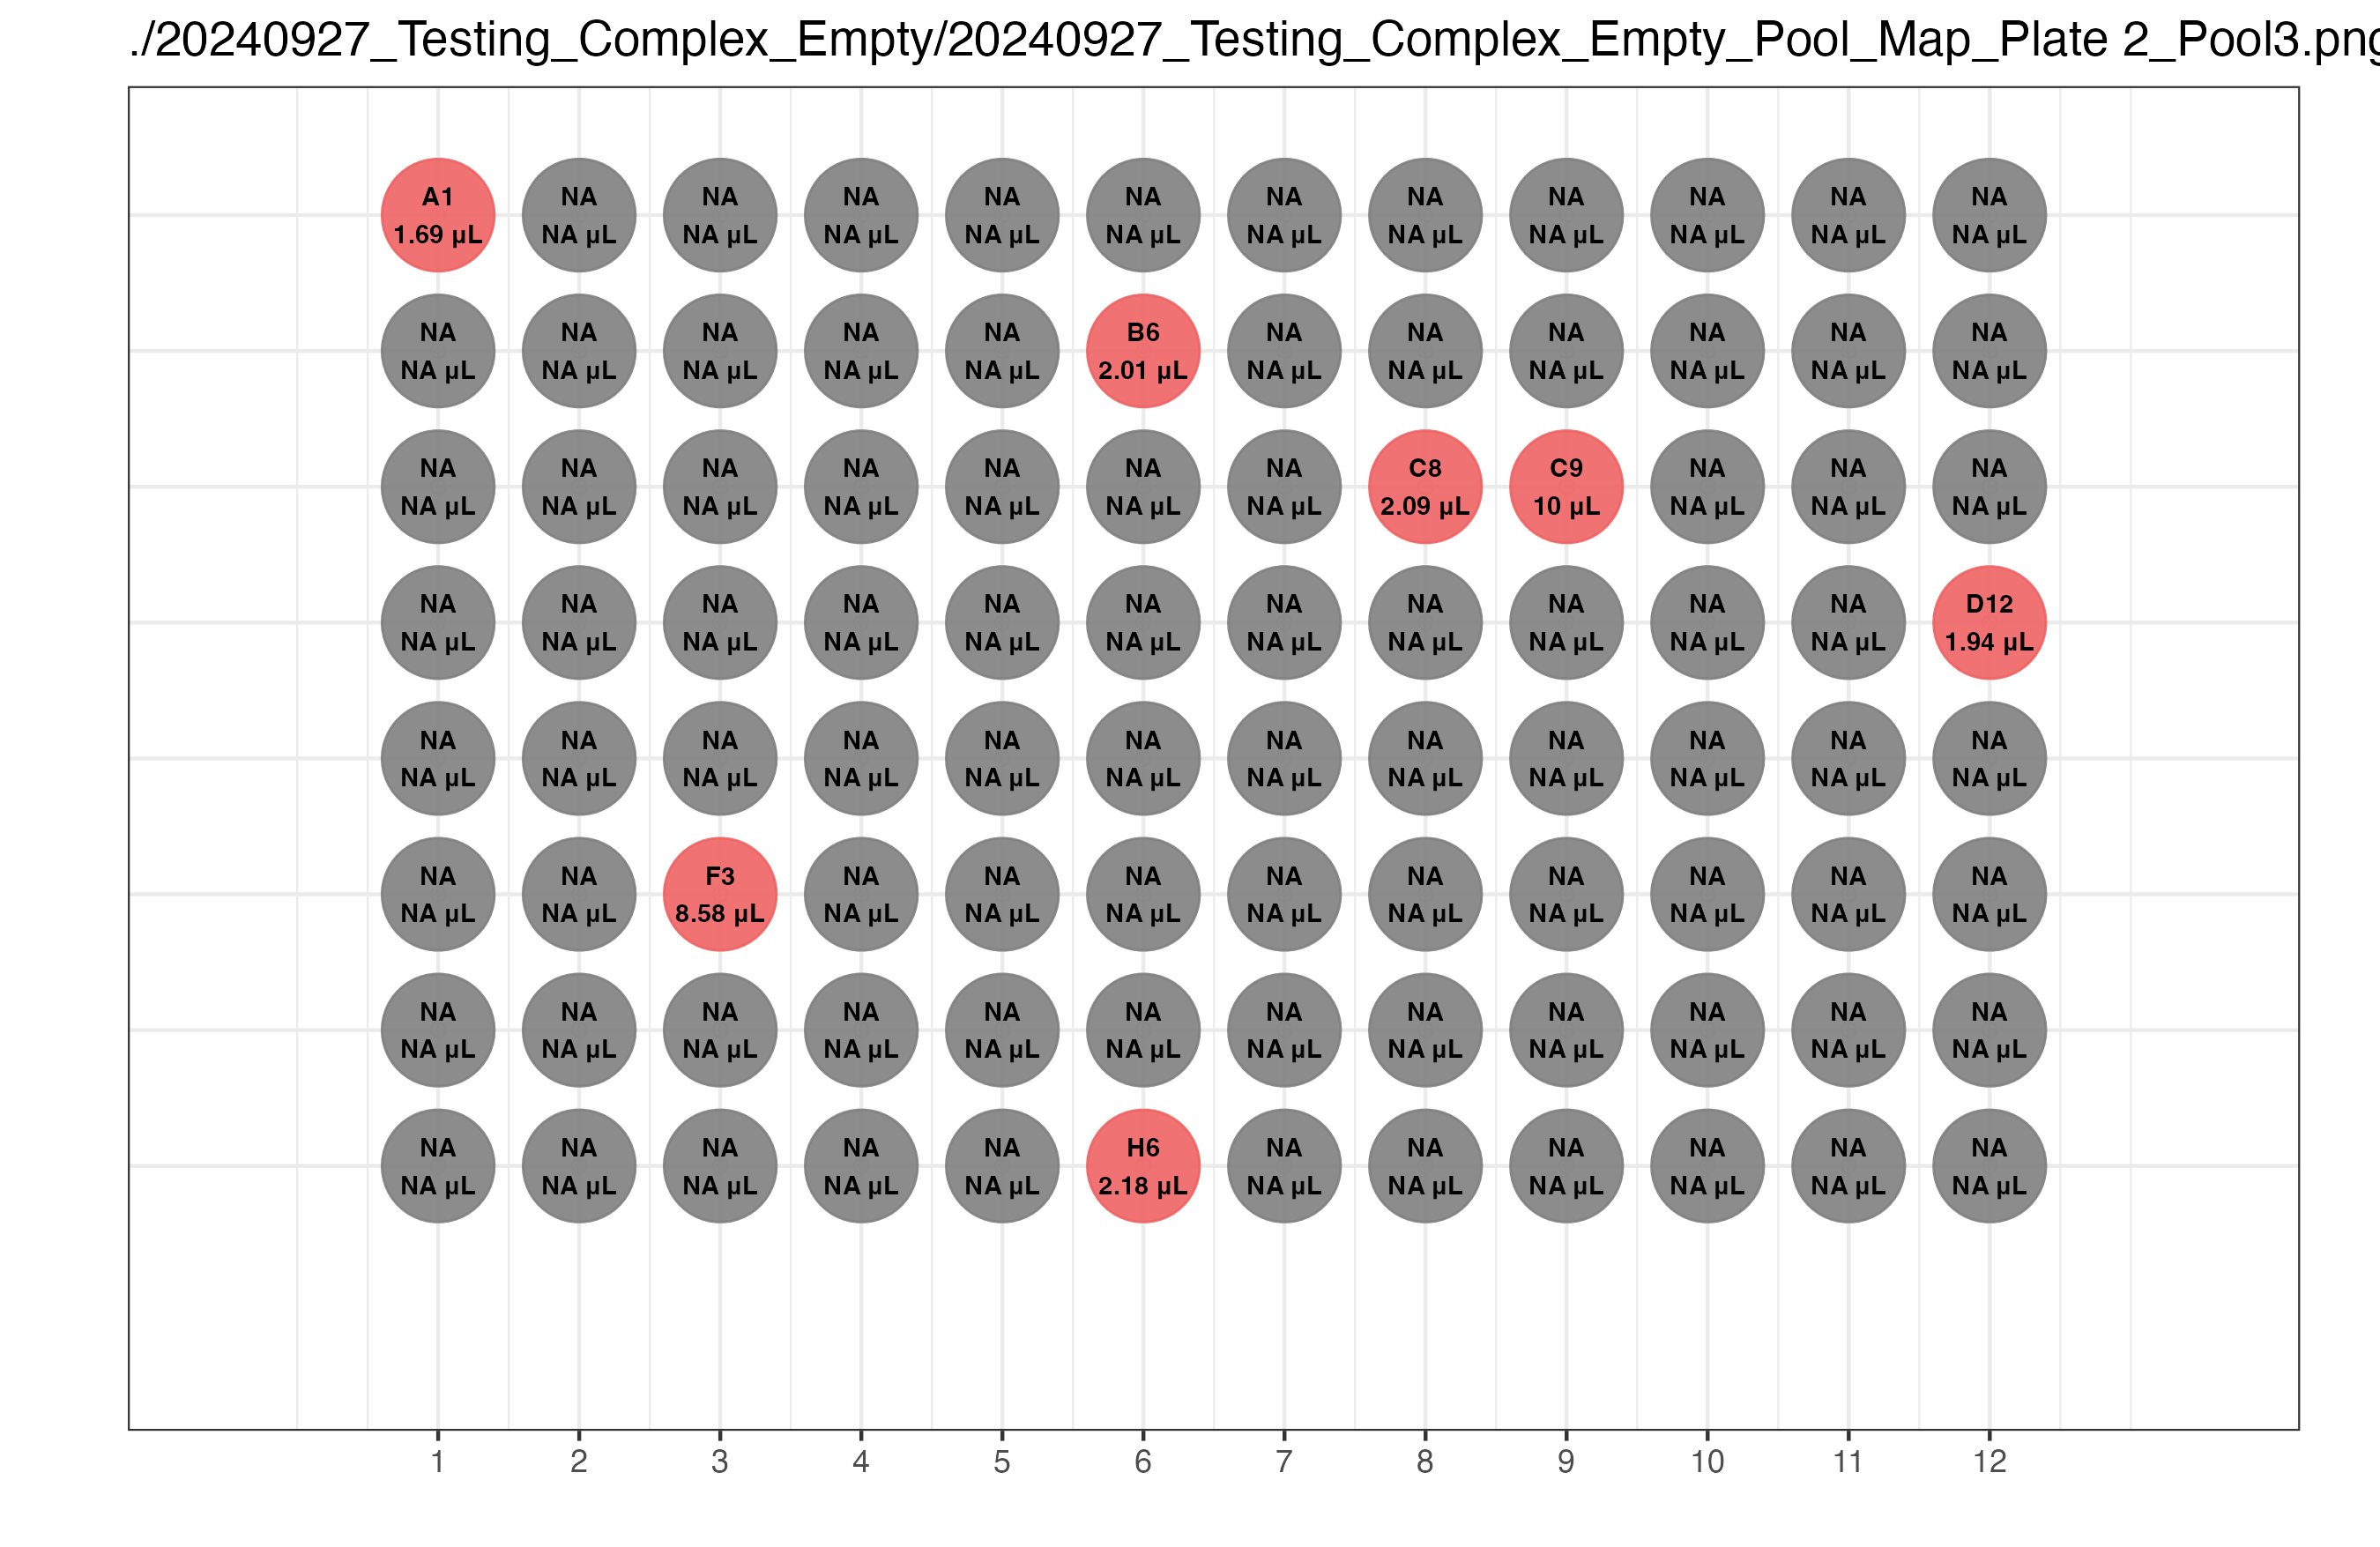 ./20240927_Testing_Complex_Empty/20240927_Testing_Complex_Empty_Pool_Map_Plate 2_Pool3.png
A1 NA NA NA NA NA NA NA NA NA NA NA
1.69 µL NA µL NA µL NA µL NA µL NA µL NA µL NA µL NA µL NA µL NA µL NA µL
NA NA NA NA NA B6 NA NA NA NA NA NA
NA µL NA µL NA µL NA µL NA µL 2.01 µL NA µL NA µL NA µL NA µL NA µL NA µL
NA NA NA NA NA NA NA C8 C9 NA NA NA
NA µL NA µL NA µL NA µL NA µL NA µL NA µL 2.09 µL 10 µL NA µL NA µL NA µL
NA NA NA NA NA NA NA NA NA NA NA D12
NA µL NA µL NA µL NA µL NA µL NA µL NA µL NA µL NA µL NA µL NA µL 1.94 µL
NA NA NA NA NA NA NA NA NA NA NA NA
NA µL NA µL NA µL NA µL NA µL NA µL NA µL NA µL NA µL NA µL NA µL NA µL
NA NA F3 NA NA NA NA NA NA NA NA NA
NA µL NA µL 8.58 µL NA µL NA µL NA µL NA µL NA µL NA µL NA µL NA µL NA µL
NA NA NA NA NA NA NA NA NA NA NA NA
NA µL NA µL NA µL NA µL NA µL NA µL NA µL NA µL NA µL NA µL NA µL NA µL
NA NA NA NA NA H6 NA NA NA NA NA NA
NA µL NA µL NA µL NA µL NA µL 2.18 µL NA µL NA µL NA µL NA µL NA µL NA µL
1 2 3 4 5 6 7 8 9 10 11 12